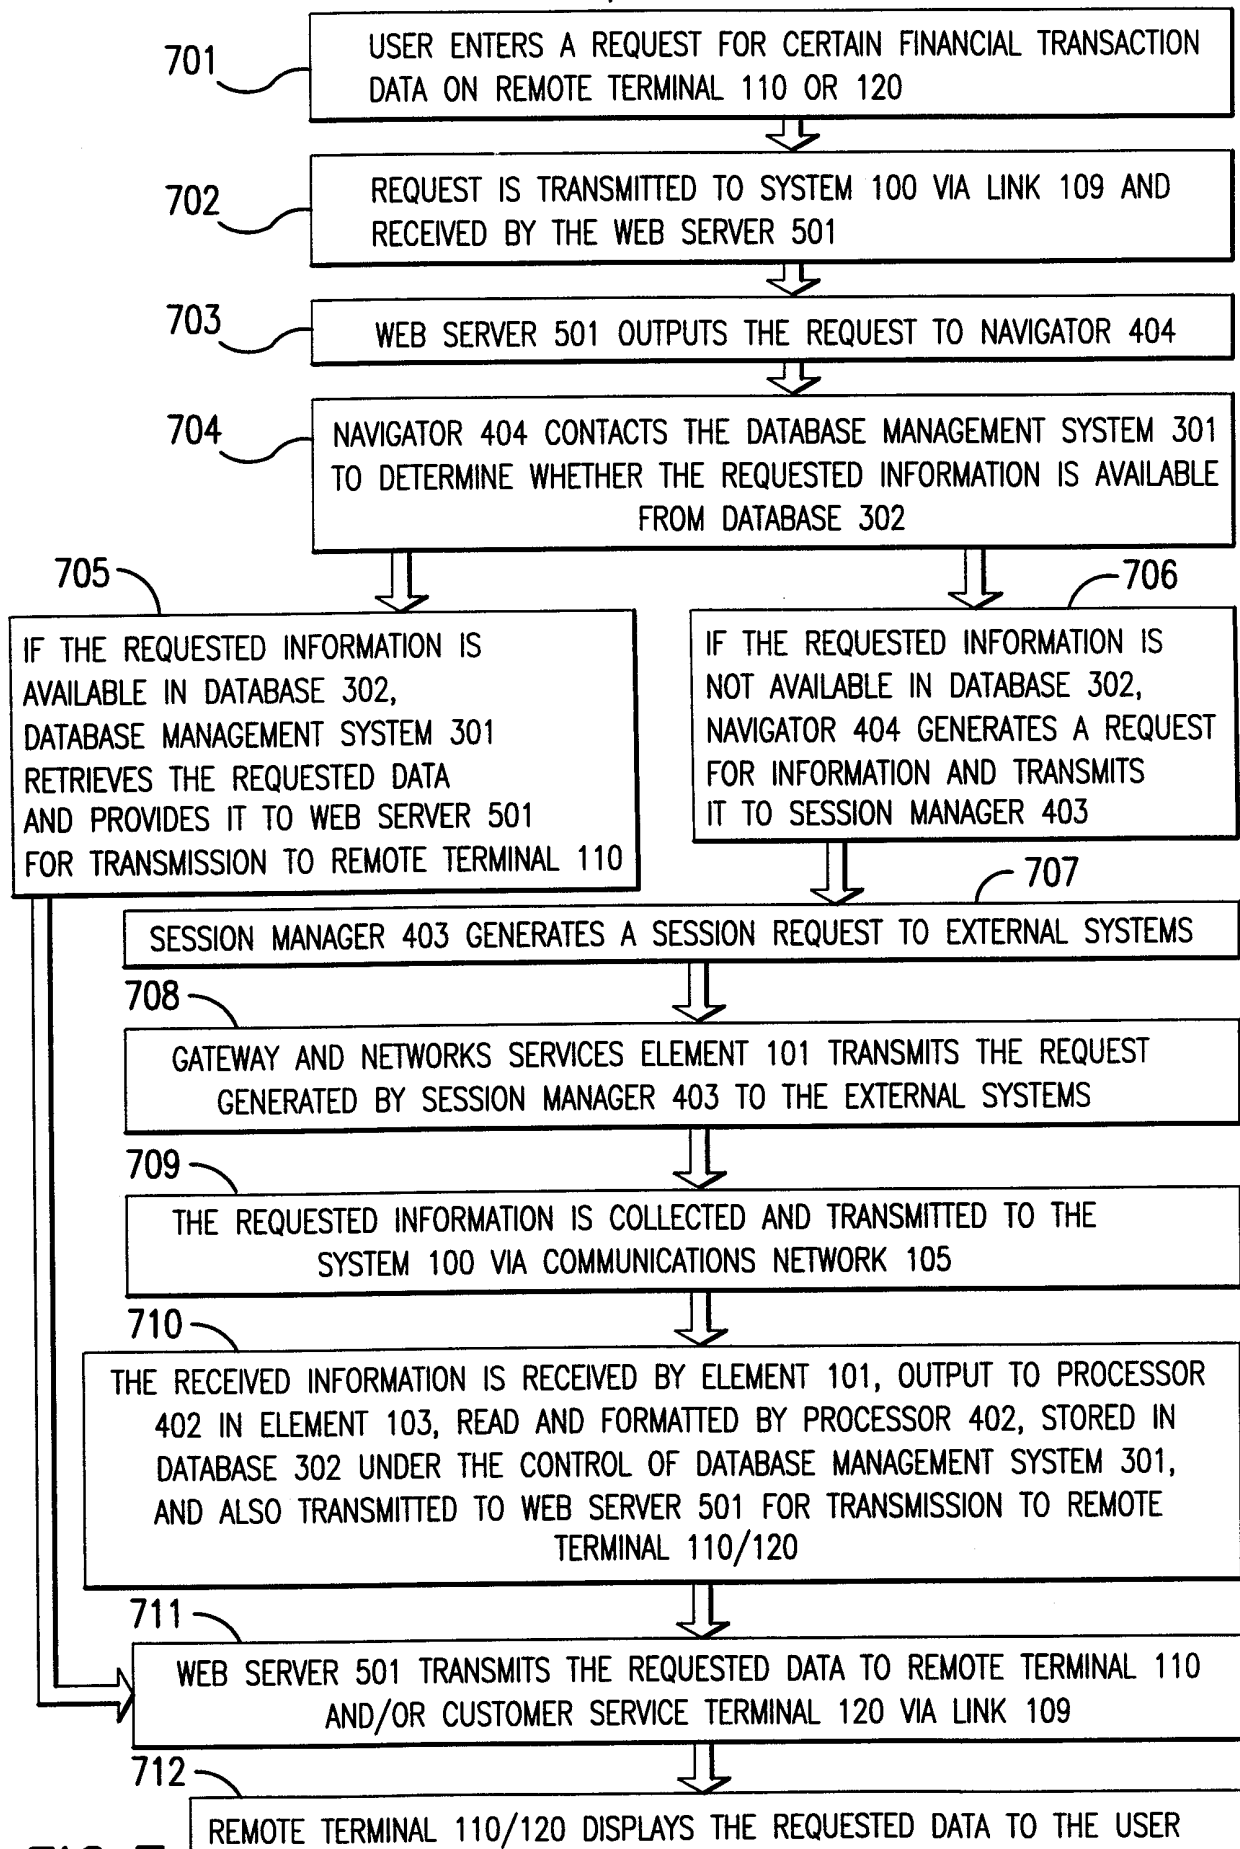 701
USER ENTERS A REQUEST FOR CERTAIN FINANCIAL TRANSACTION
DATA ON REMOTE TERMINAL 110 OR 120
702
REQUEST IS TRANSMITTED TO SYSTEM 100 VIA LINK 109 AND
RECEIVED BY THE WEB SERVER 501
703
WEB SERVER 501 OUTPUTS THE REQUEST TO NAVIGATOR 404
704
NAVIGATOR 404 CONTACTS THE DATABASE MANAGEMENT SYSTEM 301
TO DETERMINE WHETHER THE REQUESTED INFORMATION IS AVAILABLE
FROM DATABASE 302
705
IF THE REQUESTED INFORMATION IS
AVAILABLE IN DATABASE 302,
DATABASE MANAGEMENT SYSTEM 301
RETRIEVES THE REQUESTED DATA
AND PROVIDES IT TO WEB SERVER 501
FOR TRANSMISSION TO REMOTE TERMINAL 110
706
IF THE REQUESTED INFORMATION IS
NOT AVAILABLE IN DATABASE 302,
NAVIGATOR 404 GENERATES A REQUEST
FOR INFORMATION AND TRANSMITS
IT TO SESSION MANAGER 403
707
SESSION MANAGER 403 GENERATES A SESSION REQUEST TO EXTERNAL SYSTEMS
708
GATEWAY AND NETWORKS SERVICES ELEMENT 101 TRANSMITS THE REQUEST
GENERATED BY SESSION MANAGER 403 TO THE EXTERNAL SYSTEMS
709
THE REQUESTED INFORMATION IS COLLECTED AND TRANSMITTED TO THE
SYSTEM 100 VIA COMMUNICATIONS NETWORK 105
710
THE RECEIVED INFORMATION IS RECEIVED BY ELEMENT 101, OUTPUT TO PROCESSOR
402 IN ELEMENT 103, READ AND FORMATTED BY PROCESSOR 402, STORED IN
DATABASE 302 UNDER THE CONTROL OF DATABASE MANAGEMENT SYSTEM 301,
AND ALSO TRANSMITTED TO WEB SERVER 501 FOR TRANSMISSION TO REMOTE
TERMINAL 110/120
711
WEB SERVER 501 TRANSMITS THE REQUESTED DATA TO REMOTE TERMINAL 110
AND/OR CUSTOMER SERVICE TERMINAL 120 VIA LINK 109
712
REMOTE TERMINAL 110/120 DISPLAYS THE REQUESTED DATA TO THE USER